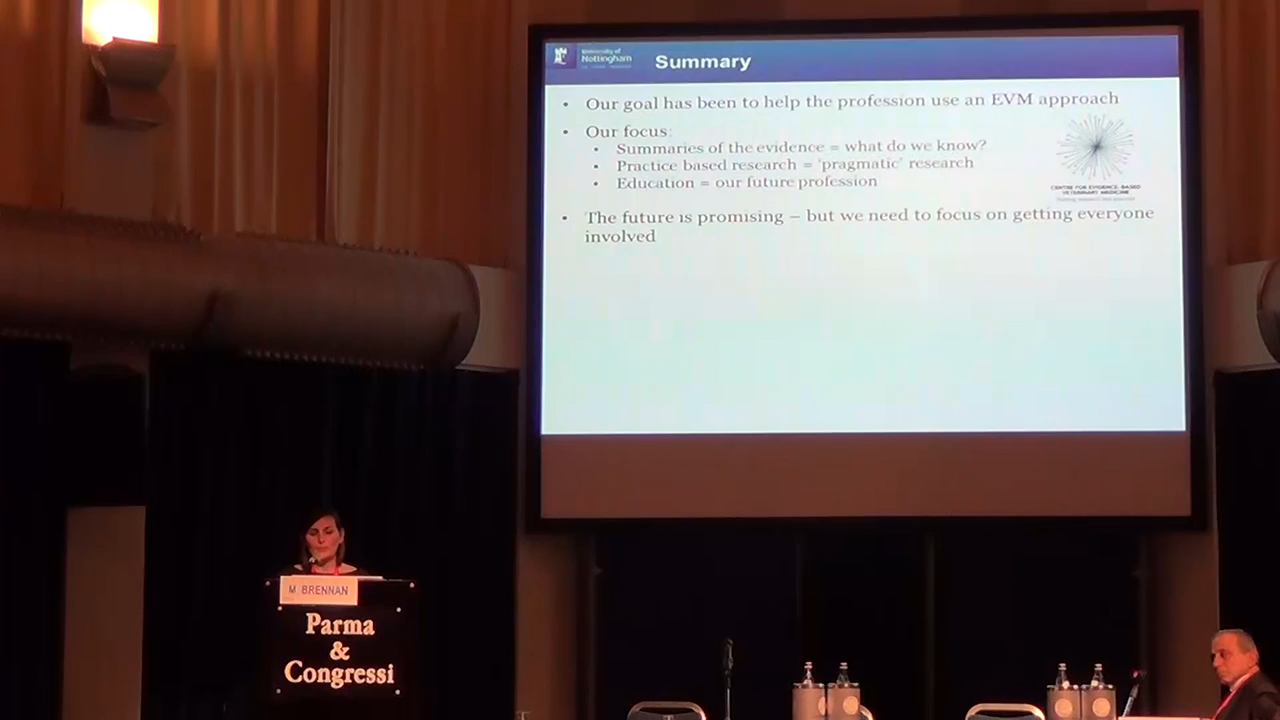 University of
Nottingham
Summary
• Our goal has been to help the profession use an EVM approach
• Our focus:
• Summaries of the evidence = what do we know?
• Practice based research = 'pragmatic' research
• Education = our future profession
CENTRE FOR EVIDENCE-BASED
VETERINARY MEDICINE
• The future is promising – but we need to focus on getting everyone
involved
M BRENNAN
Parma
&
Congressi